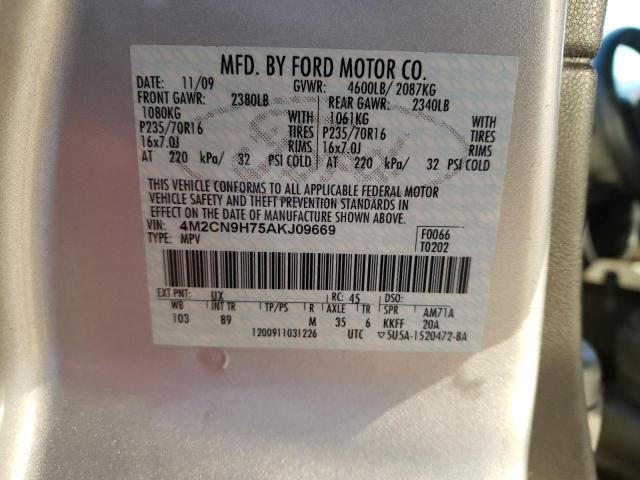 MFD. BY FORD MOTOR CO.
DATE: 11/09 GVWR: 4600LB/ 2087KG
FRONT GAWR: 2380LB REAR GAWR: 2340LB
1080KG WITH 1061KG WITH
P235/70R16 TIRES P235/70R16 TIRES
16x7.0J RIMS 16x7.0J RIMS
AT 220 kPa/ 32 PSI COLD AT 220 kPa/ 32 PSI COLD
Ford
THIS VEHICLE CONFORMS TO ALL APPLICABLE FEDERAL MOTOR
VEHICLE SAFETY AND THEFT PREVENTION STANDARDS IN
EFFECT ON THE DATE OF MANUFACTURE SHOWN ABOVE.
VIN: 4M2CN9H75AKJ09669 F0066
TYPE: MPV T0202
EXT PNT: UX RC: 45 DSO:
WB INT TR TP/PS R AXLE TR SPR AM71A
103 89 M 35 6 KKFF 20A
1200911031226 UTC ▽5U5A-1520472-BA